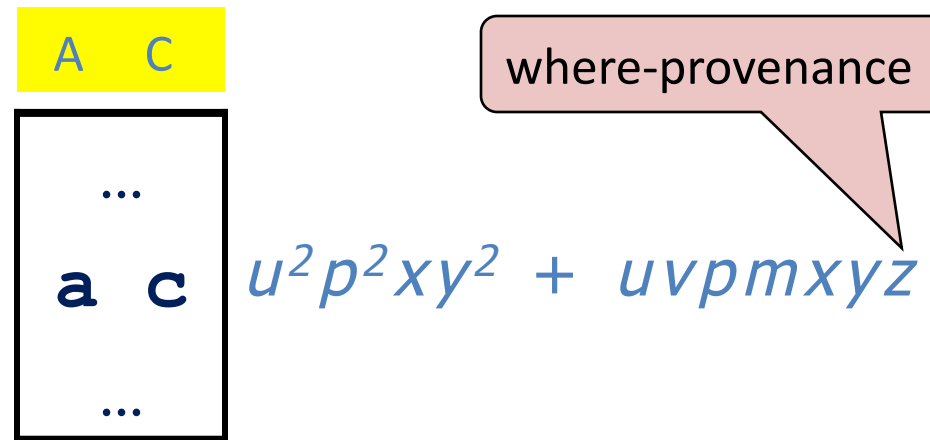 A C
where-provenance
...
a c u²p²xy² + uvpmxyz
...